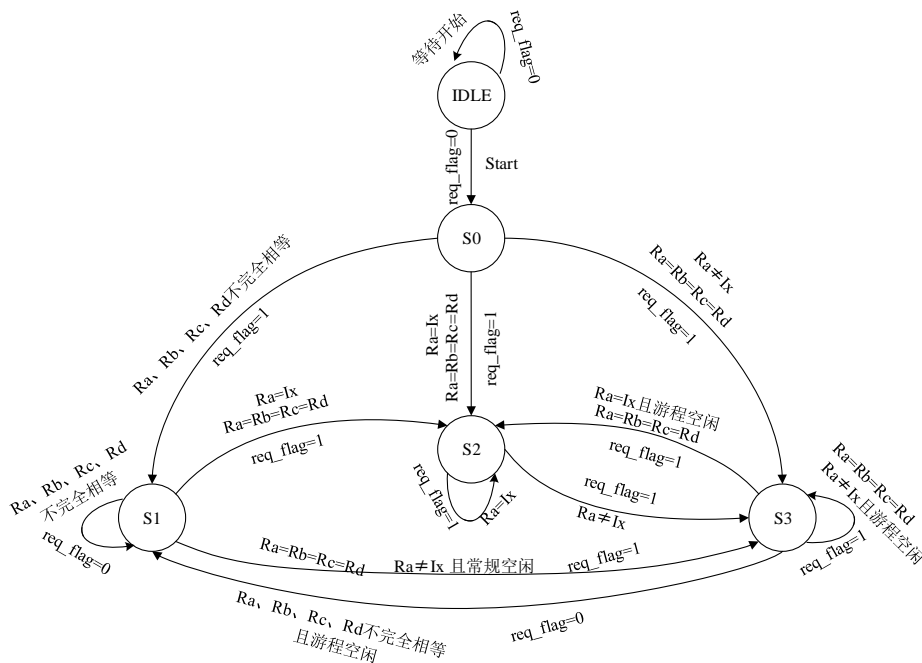 等待开始
req_flag=0
IDLE
req_flag=0
Start
S0
Ra、Rb、Rc、Rd不完全相等
req_flag=1
Ra=Ix
Ra=Rb=Rc=Rd
req_flag=1
Ra≠Ix
Ra=Rb=Rc=Rd
req_flag=1
Ra=Ix
Ra=Rb=Rc=Rd
req_flag=1
S2
req_flag=1
Ra=Ix
Ra=Ix且游程空闲
Ra=Rb=Rc=Rd
req_flag=1
req_flag=1
Ra≠Ix
Ra、Rb、Rc、Rd
不完全相等
req_flag=0
S1
S3
Ra=Rb=Rc=Rd
Ra≠Ix且游程空闲
req_flag=1
Ra=Rb=Rc=Rd Ra≠Ix 且常规空闲 req_flag=1
Ra、Rb、Rc、Rd不完全相等
且游程空闲
req_flag=0